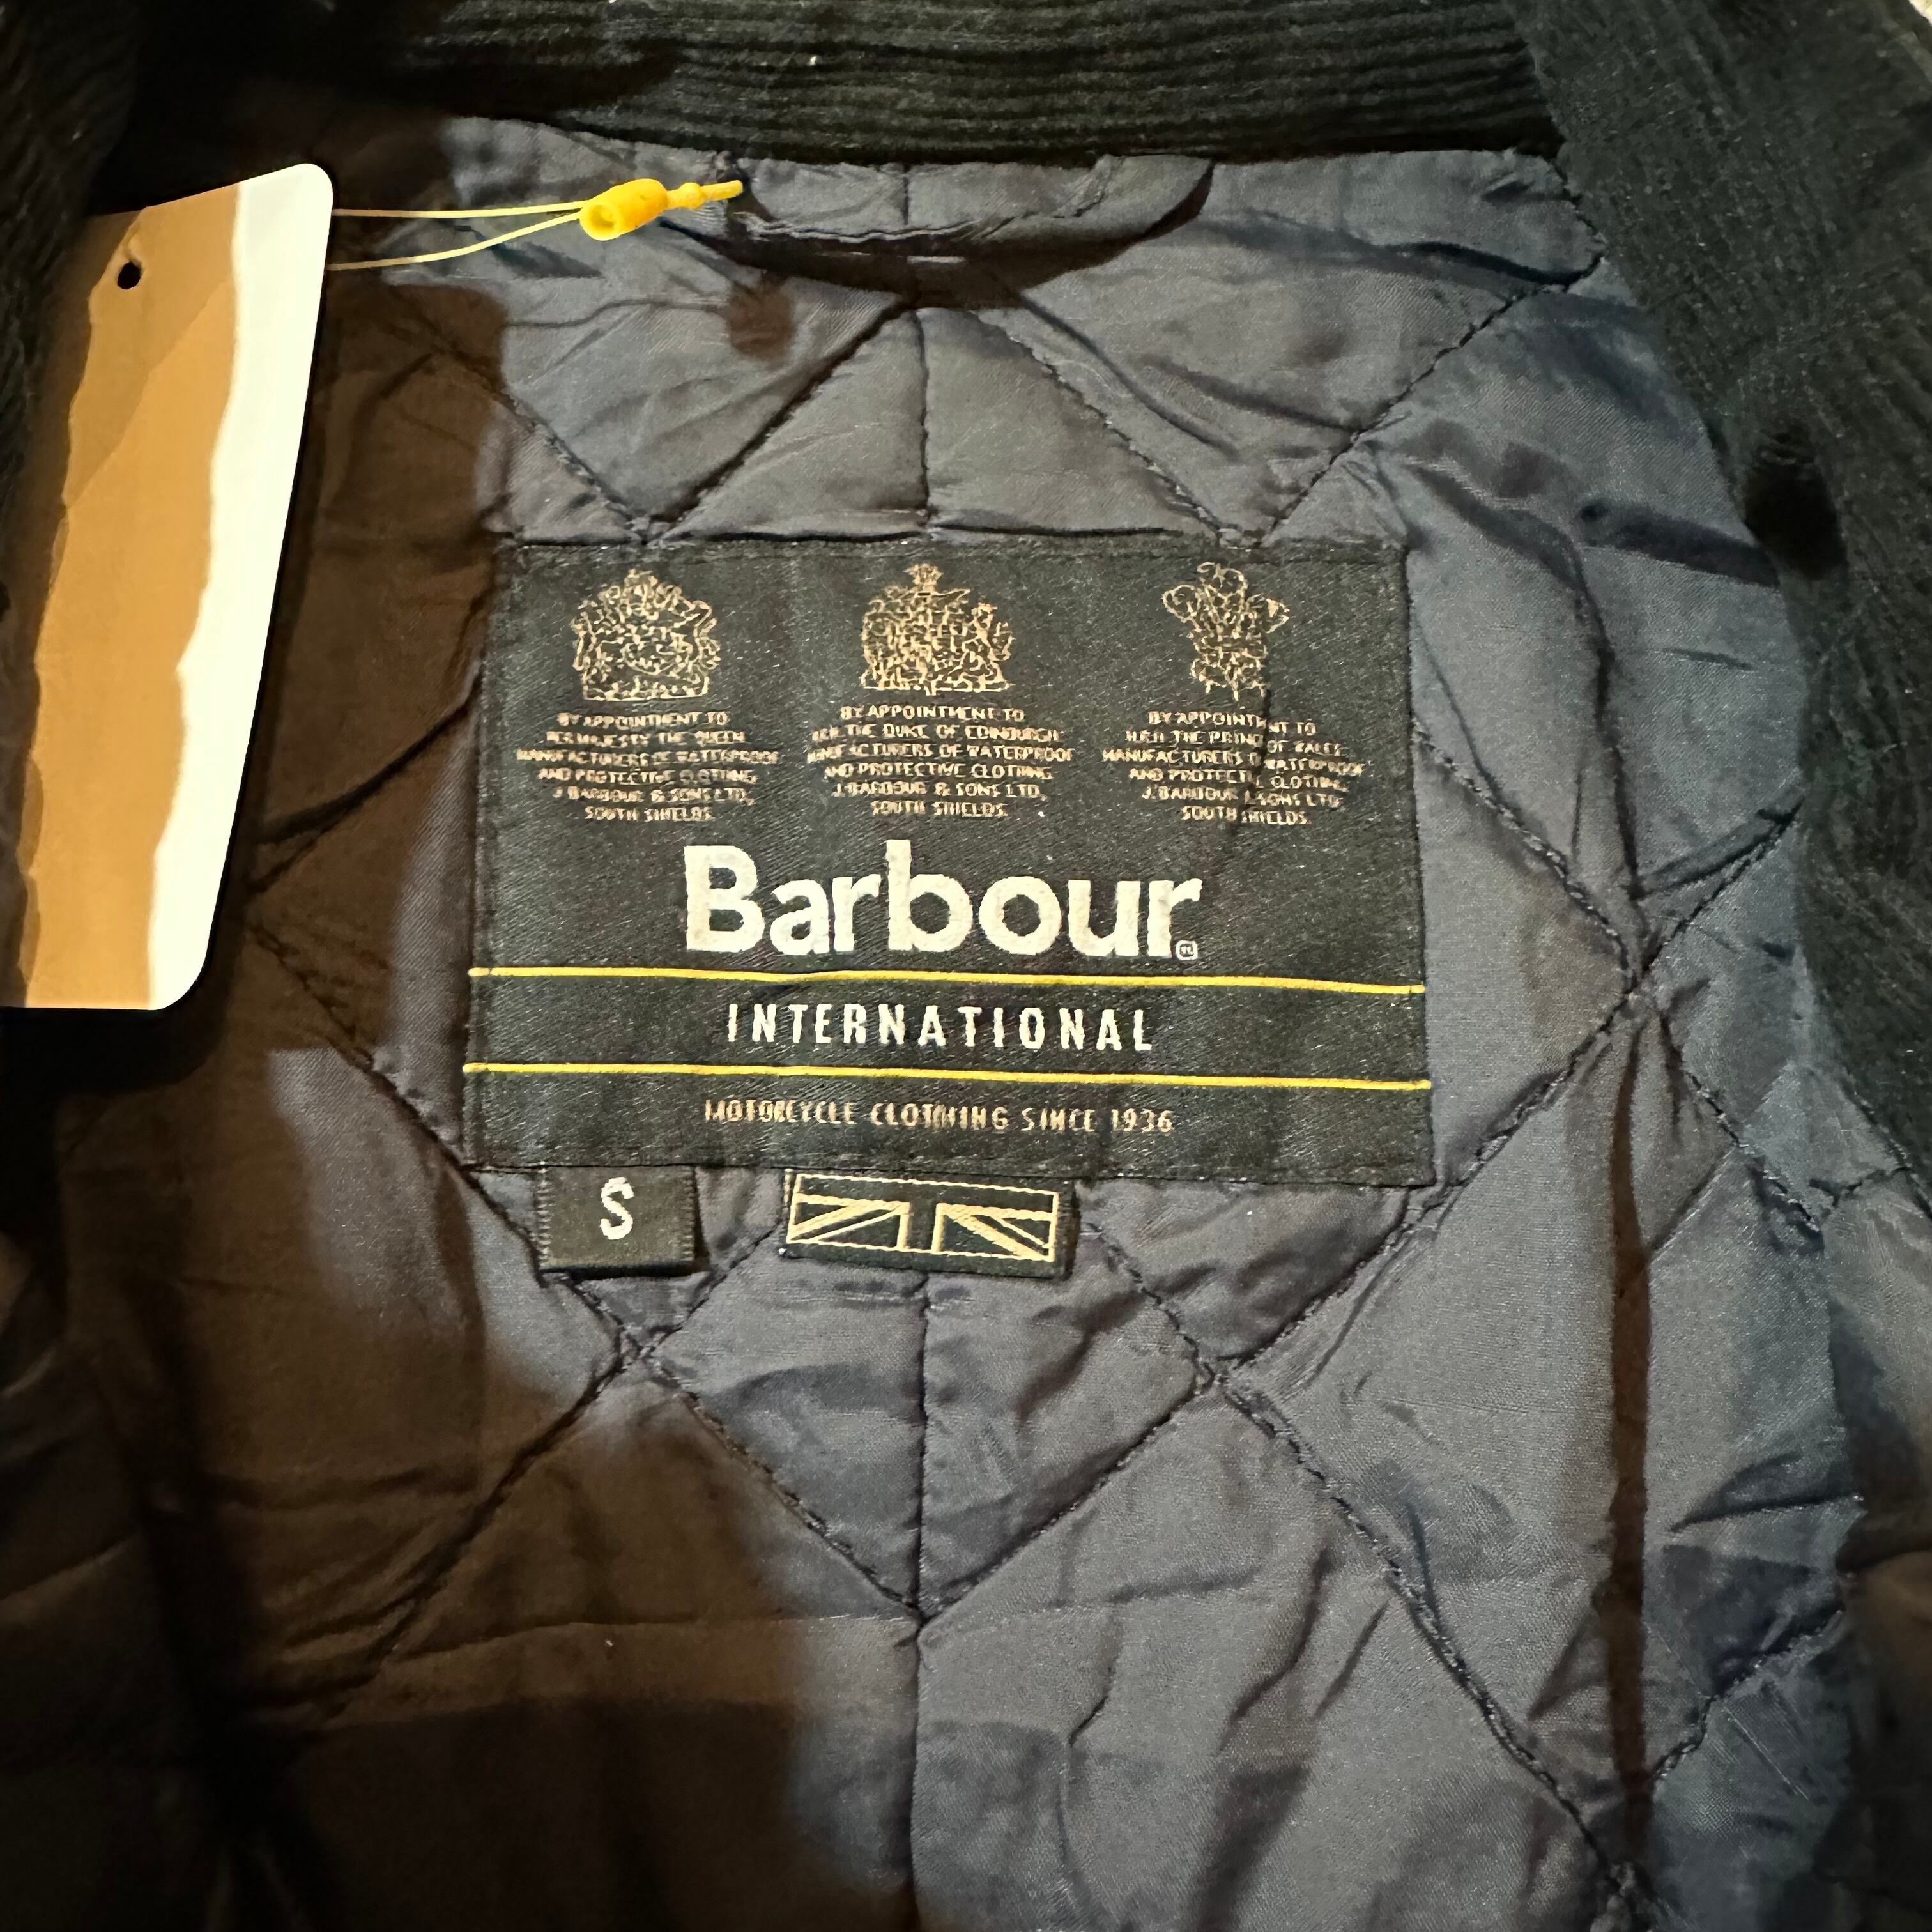 BY APPOINTMENT TO
HER MAJESTY THE QUEEN
MANUFACTURERS OF WATERPROOF
AND PROTECTIVE CLOTHING
J. BARBOUR & SONS LTD,
SOUTH SHIELDS.
BY APPOINTMENT TO
H.R.H. THE DUKE OF EDINBURGH
MANUFACTURERS OF WATERPROOF
AND PROTECTIVE CLOTHING
J. BARBOUR & SONS LTD,
SOUTH SHIELDS.
BY APPOINTMENT TO
H.R.H. THE PRINCE OF WALES
MANUFACTURERS OF WATERPROOF
AND PROTECTIVE CLOTHING
J. BARBOUR & SONS LTD
SOUTH SHIELDS.
Barbour®
INTERNATIONAL
MOTORCYCLE CLOTHING SINCE 1936
S